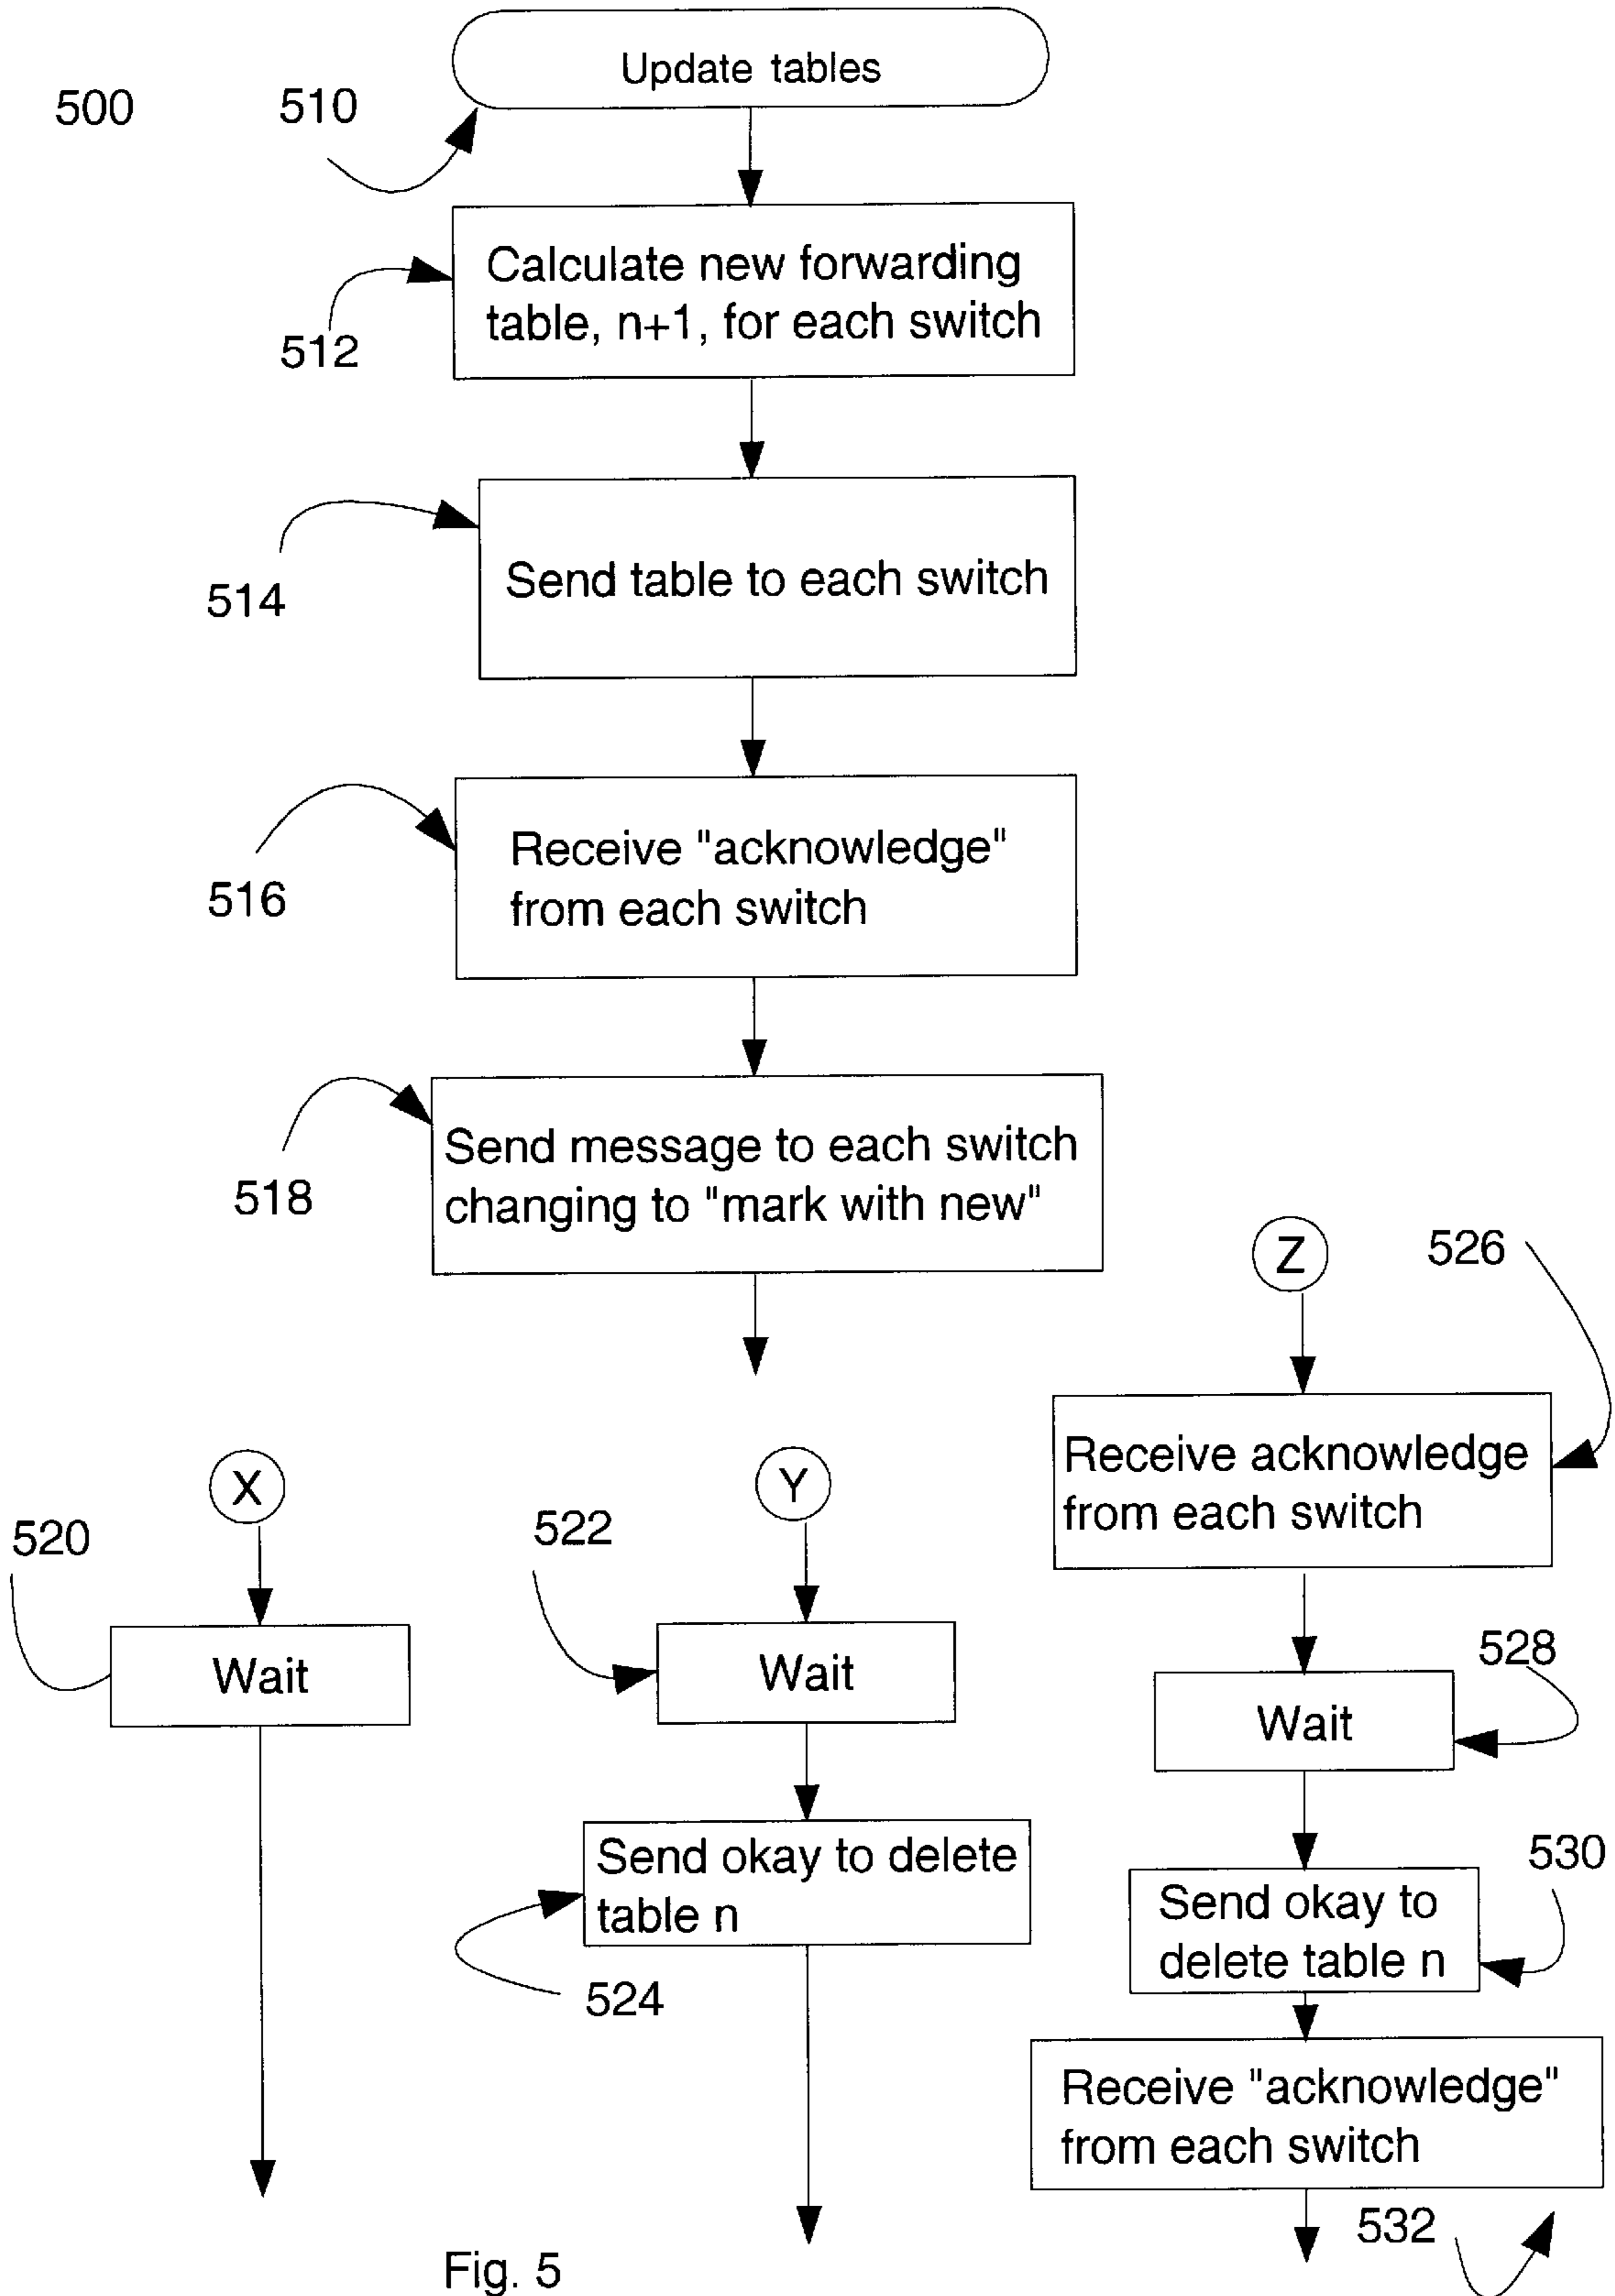 Update tables
500
510
Calculate new forwarding
table, n+1, for each switch
512
Send table to each switch
514
Receive "acknowledge"
from each switch
516
Send message to each switch
changing to "mark with new"
518
Z
526
Receive acknowledge
from each switch
X
Y
520
522
Wait
Wait
528
Wait
Send okay to delete
table n
530
Send okay to
delete table n
524
Receive "acknowledge"
from each switch
532
Fig. 5